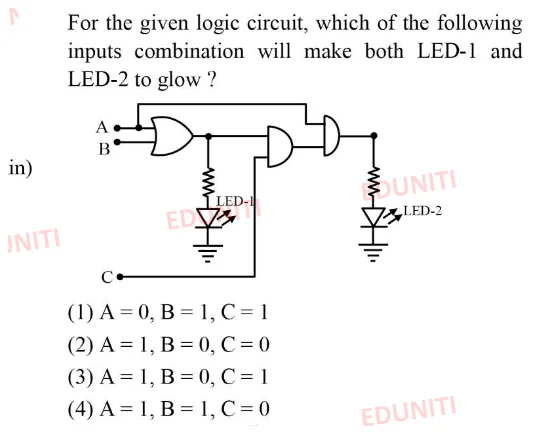 For the given logic circuit, which of the following
inputs combination will make both LED-1 and
LED-2 to glow ?
A
B
in)
LED-1
LED-2
EDUNITI
EDUNITI
UNITI
C
(1) A = 0, B = 1, C = 1
(2) A = 1, B = 0, C = 0
(3) A = 1, B = 0, C = 1
(4) A = 1, B = 1, C = 0
EDUNITI